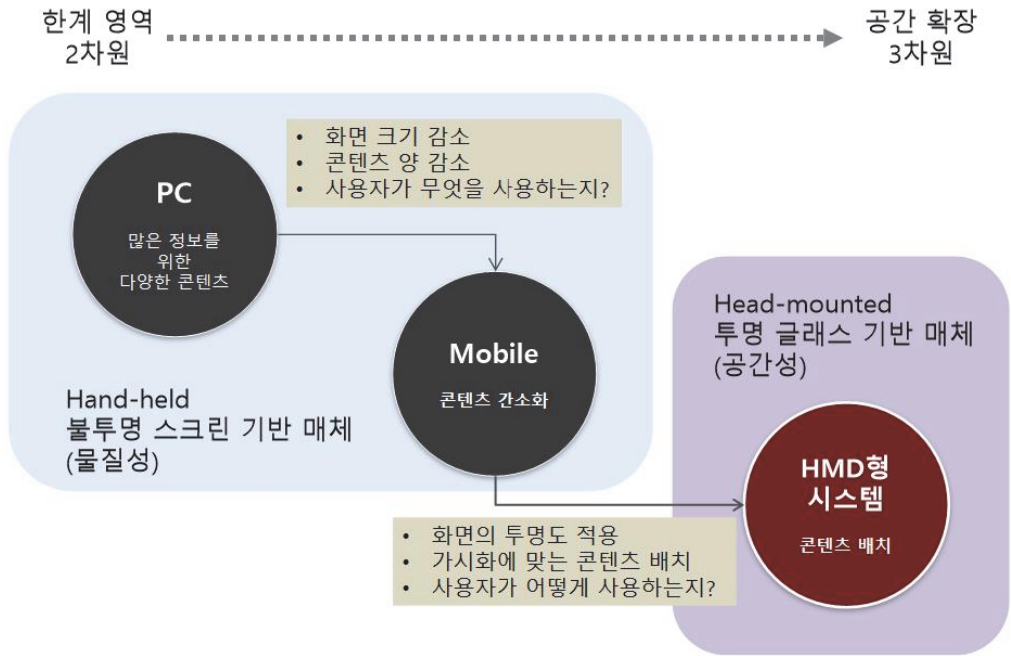 한계 영역
2차원
공간 확장
3차원
• 화면 크기 감소
• 콘텐츠 양 감소
• 사용자가 무엇을 사용하는지?
PC
많은 정보를
위한
다양한 콘텐츠
Mobile
콘텐츠 간소화
Hand-held
불투명 스크린 기반 매체
(물질성)
Head-mounted
투명 글래스 기반 매체
(공간성)
HMD형
시스템
콘텐츠 배치
• 화면의 투명도 적용
• 가시화에 맞는 콘텐츠 배치
• 사용자가 어떻게 사용하는지?